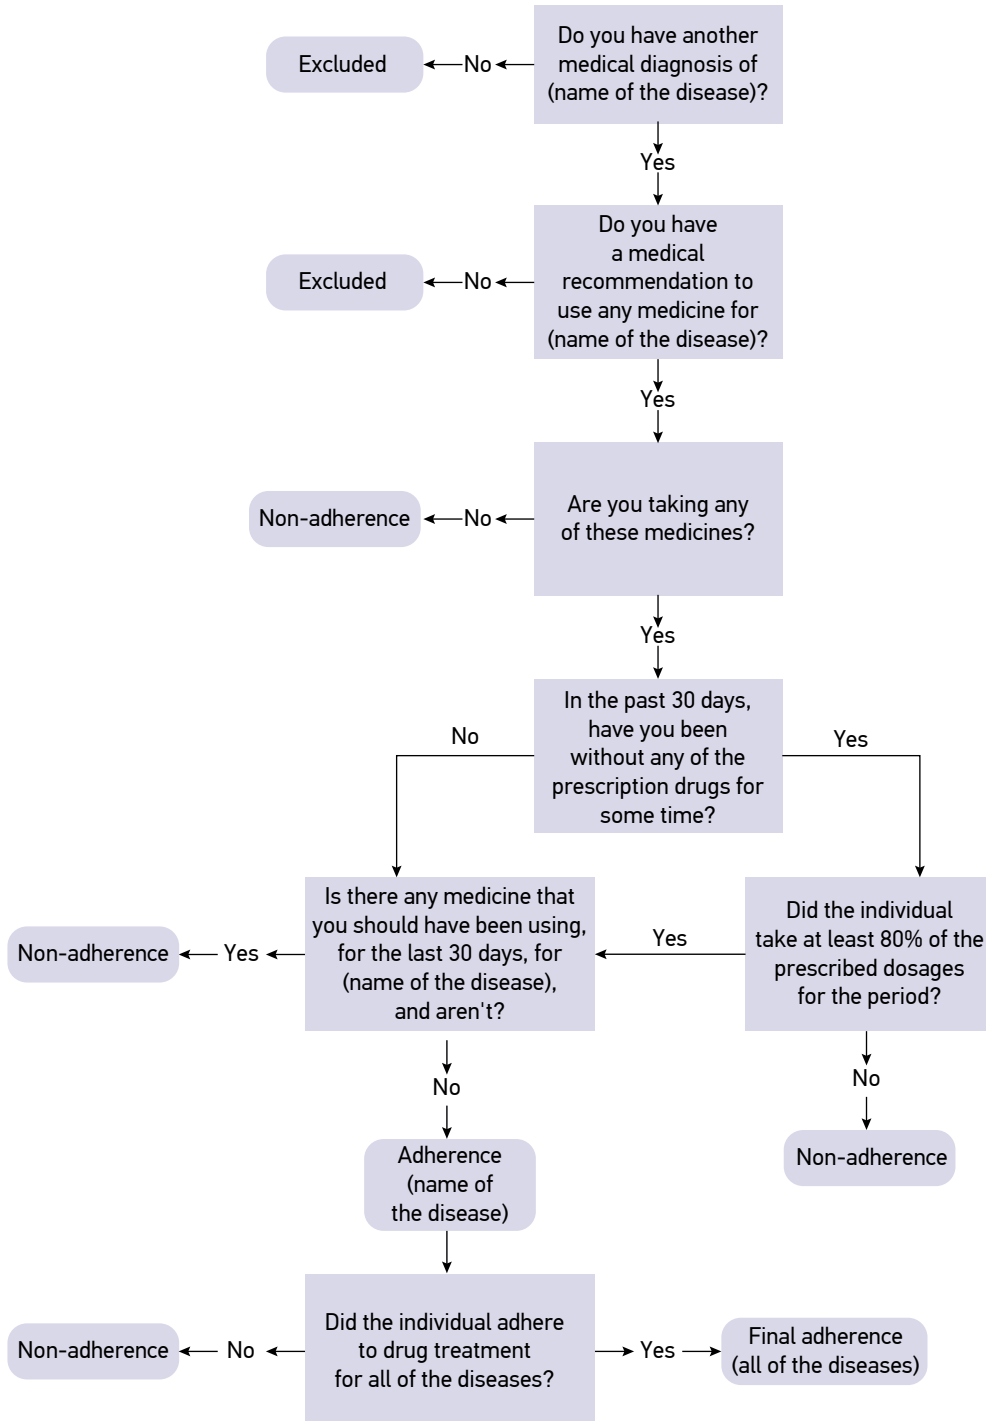 Do you have another
medical diagnosis of
(name of the disease)?
No
Excluded
Yes
Do you have
a medical
recommendation to
use any medicine for
(name of the disease)?
No
Excluded
Yes
Are you taking any
of these medicines?
No
Non-adherence
Yes
In the past 30 days,
have you been
without any of the
prescription drugs for
some time?
No
Yes
Is there any medicine that
you should have been using,
for the last 30 days, for
(name of the disease),
and aren't?
Yes
Non-adherence
Did the individual
take at least 80% of the
prescribed dosages
for the period?
Yes
No
Non-adherence
No
Adherence
(name of
the disease)
Did the individual adhere
to drug treatment
for all of the diseases?
No
Non-adherence
Yes
Final adherence
(all of the diseases)